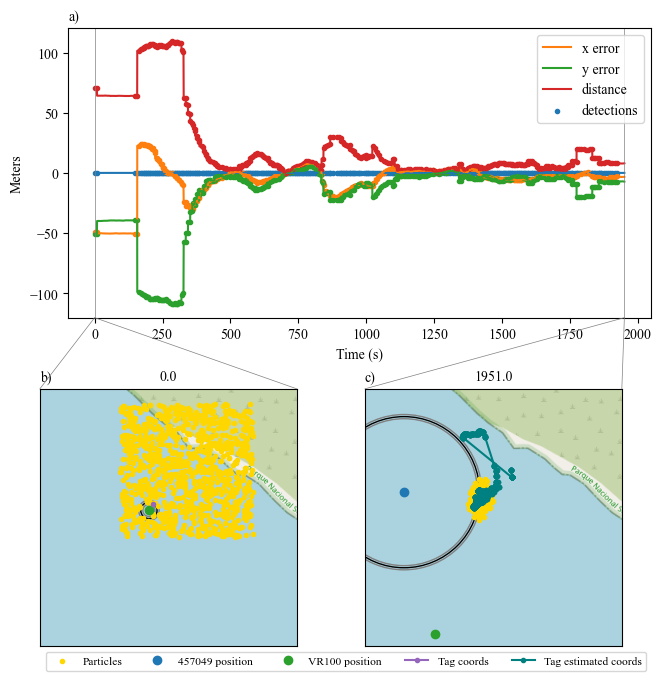 a)
100
50
0
−50
−100
Meters
x error
y error
distance
detections
0
250
500
750
1000
1250
1500
1750
2000
Time (s)
b)
0.0
c)
1951.0
Parque Nacional S
Parque Nacional S
Particles
457049 position
VR100 position
Tag coords
Tag estimated coords